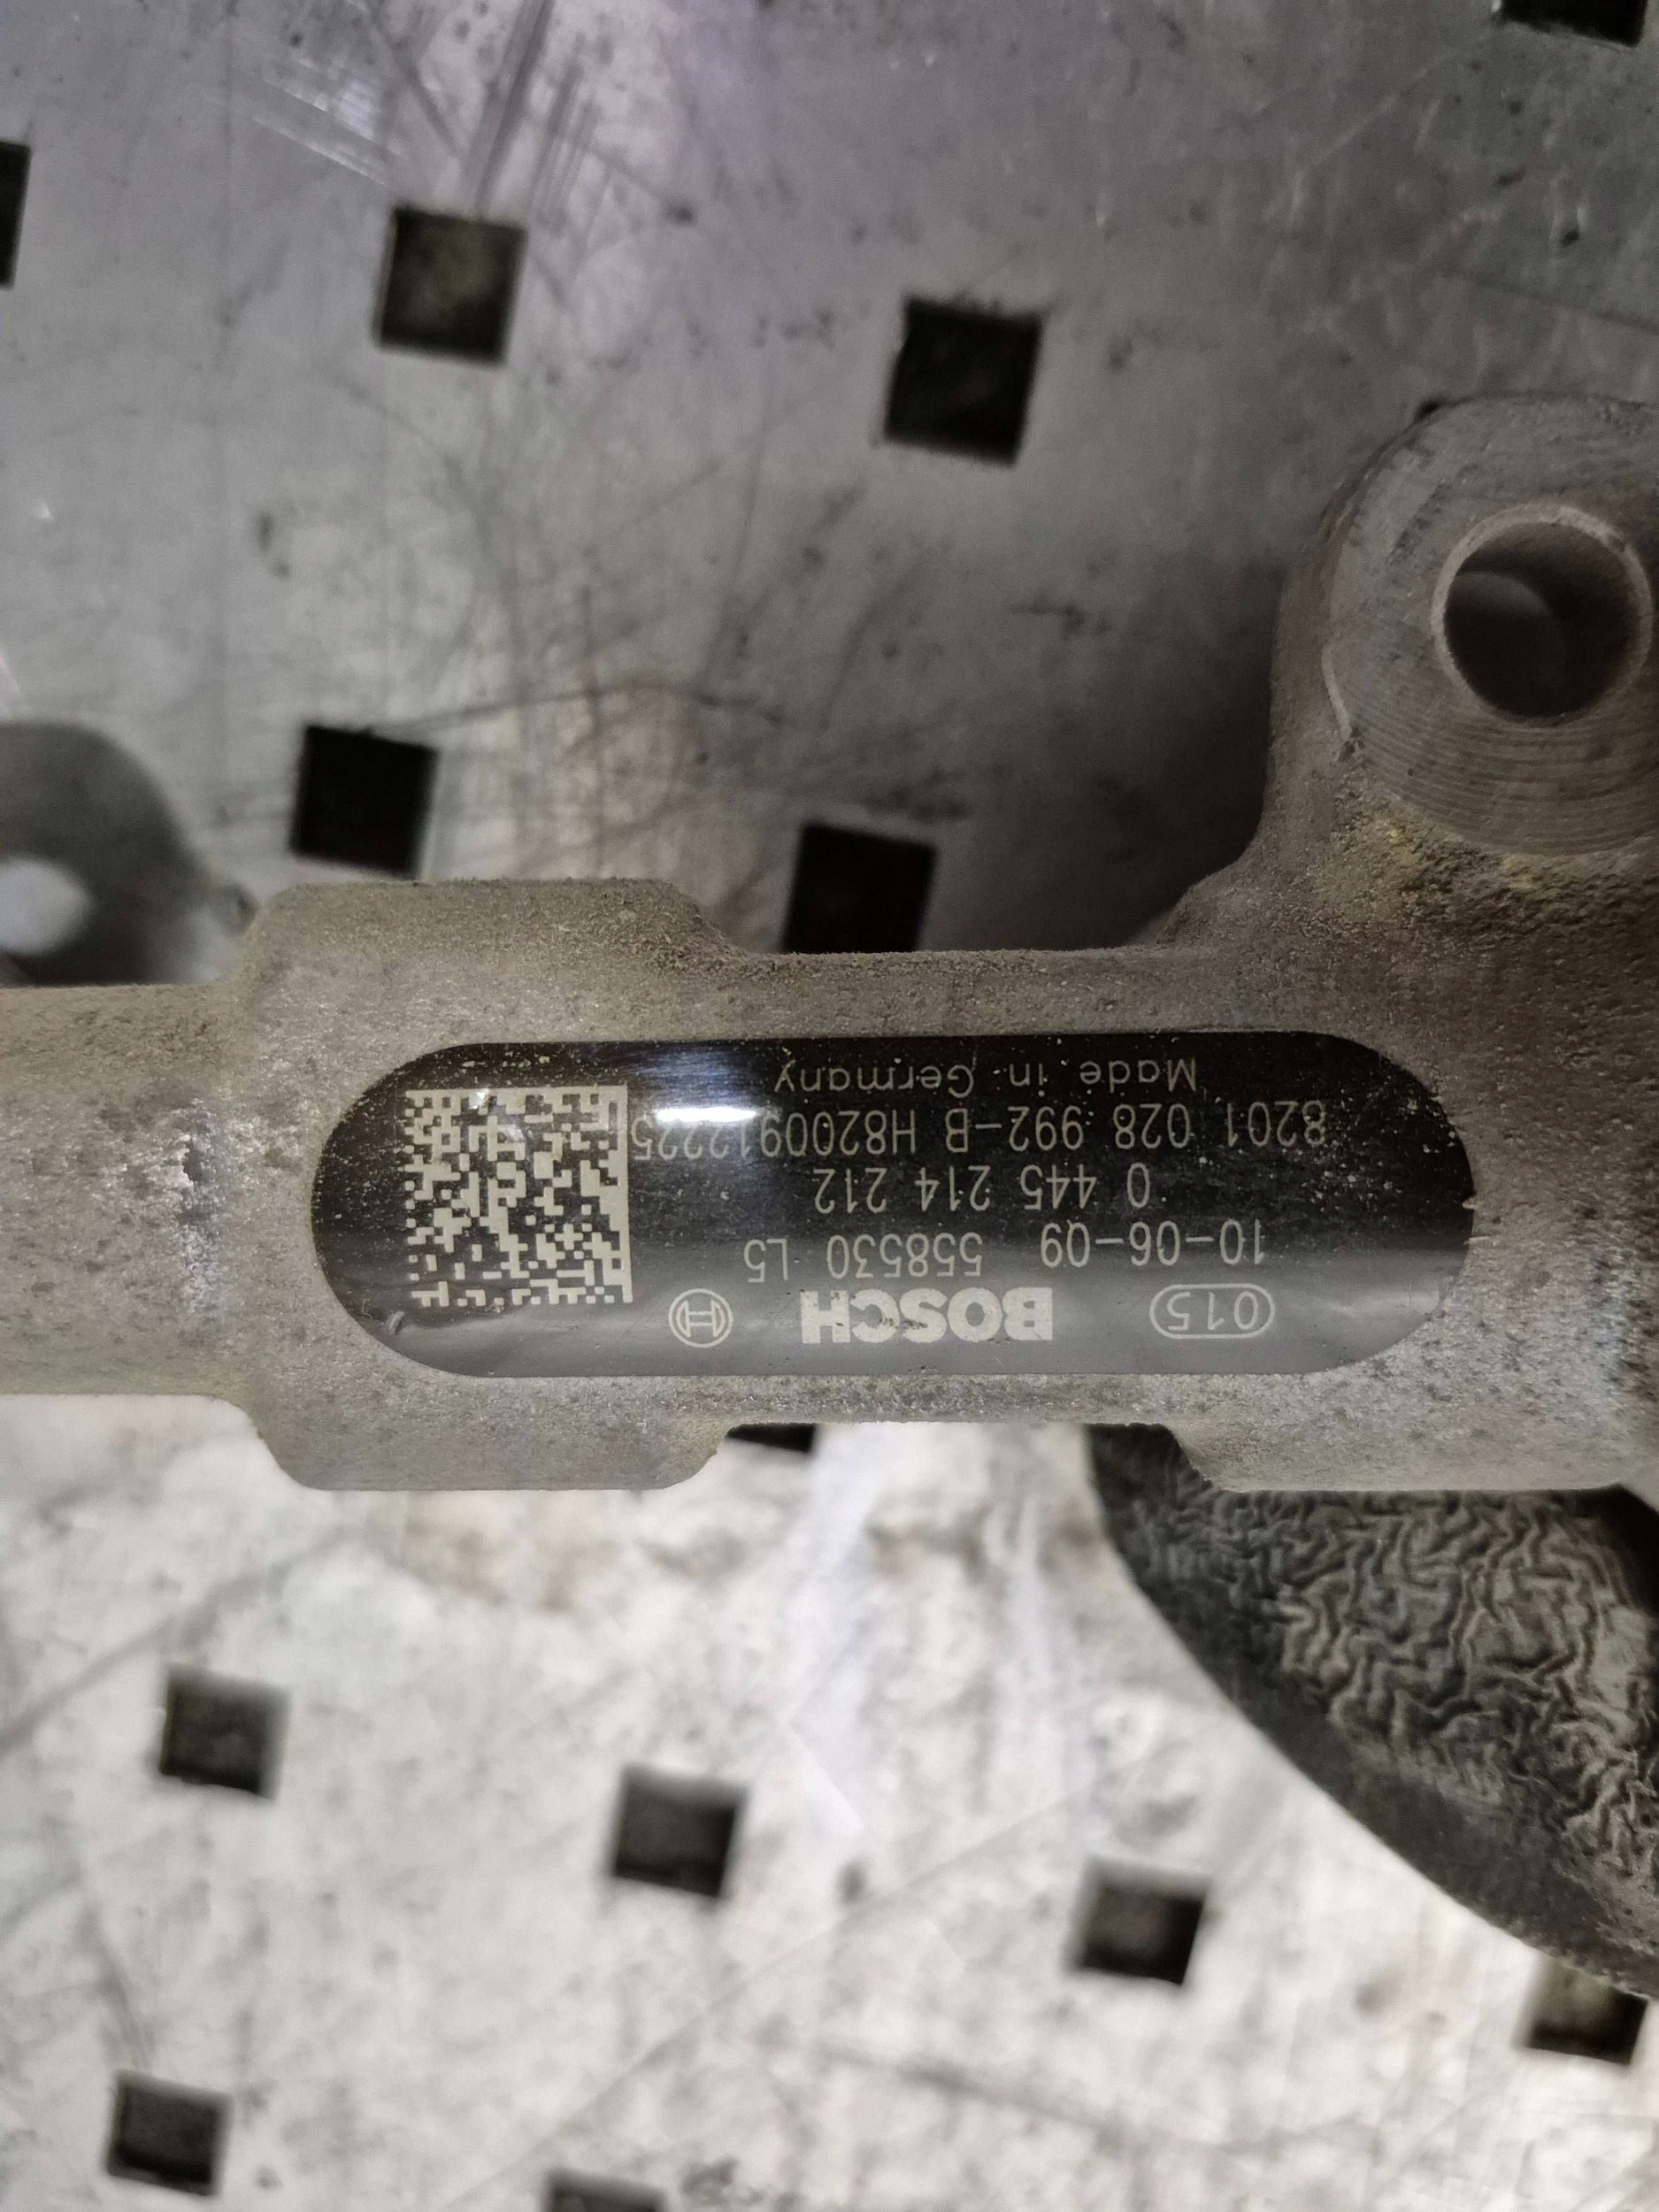 015 BOSCH
10-06-09 558530 L5
0 445 214 212
8201 028 992-B H8200912225
Made in Germany